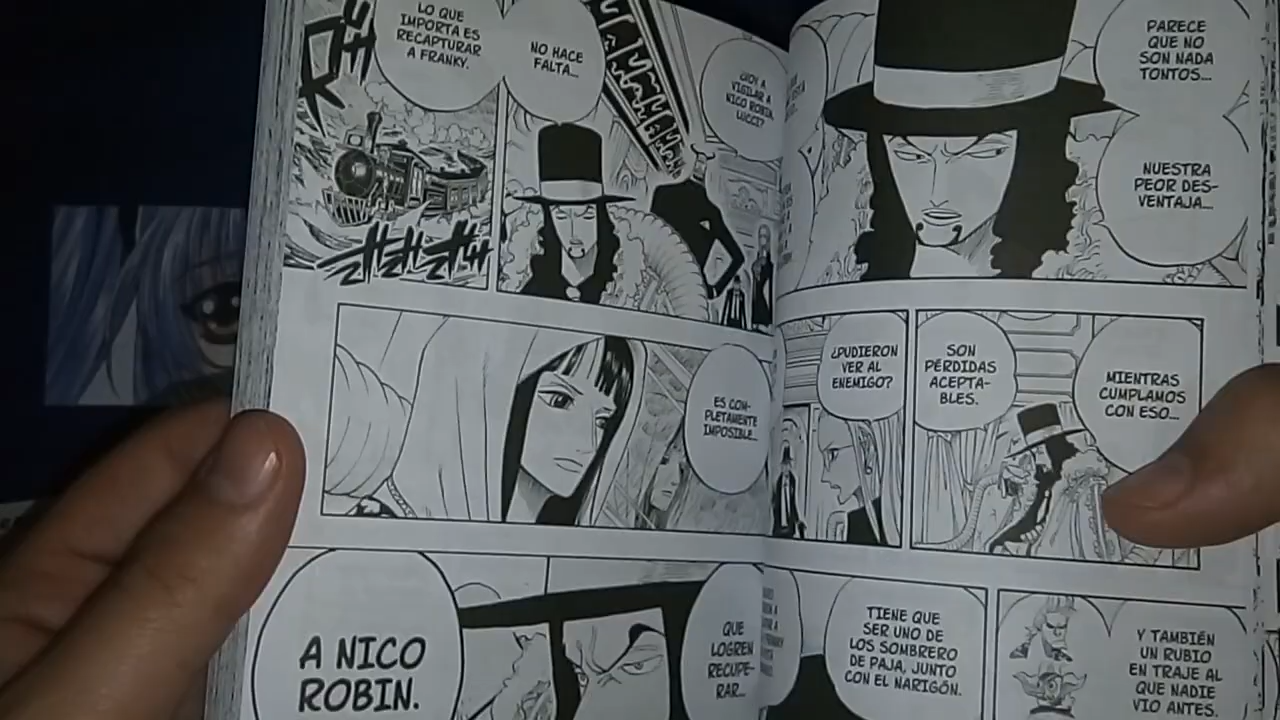 PARECE
QUE NO
SON NADA
TONTOS...
NUESTRA
PEOR DES-
VENTAJA...
MIENTRAS
CUMPLAMOS
CON ESO...
SON
PÉRDIDAS
ACEPTA-
BLES.
¿PUDIERON
VER AL
ENEMIGO?
Y TAMBIÉN
UN RUBIO
EN TRAJE AL
QUE NADIE
VIO ANTES.
TIENE QUE
SER UNO DE
LOS SOMBRERO
DE PAJA, JUNTO
CON EL NARIGÓN.
VIGILAR A
NICO ROBIN,
LUCCI?
NO HACE
FALTA...
LO QUE
IMPORTA ES
RECAPTURAR
A FRANKY.
ES COM-
PLETAMENTE
IMPOSIBLE...
QUE
LOGREN
RECUPE-
RAR...
A NICO
ROBIN.